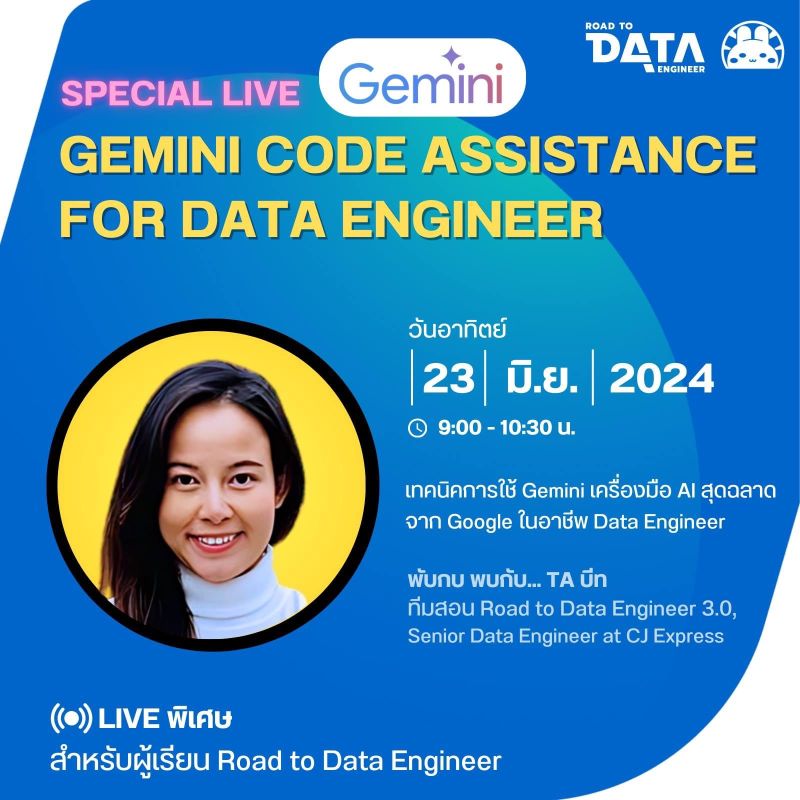 ROAD TO
DATA
ENGINEER
SPECIAL LIVE
Gemini
GEMINI CODE ASSISTANCE
FOR DATA ENGINEER
วันอาทิตย์
|23| มิ.ย. | 2024
9:00 - 10:30 น.
เทคนิคการใช้ Gemini เครื่องมือ AI สุดฉลาด
จาก Google ในอาชีพ Data Engineer
พับกบ พบกับ... TA บีท
ทีมสอน Road to Data Engineer 3.0,
Senior Data Engineer at CJ Express
LIVE พิเศษ
สำหรับผู้เรียน Road to Data Engineer